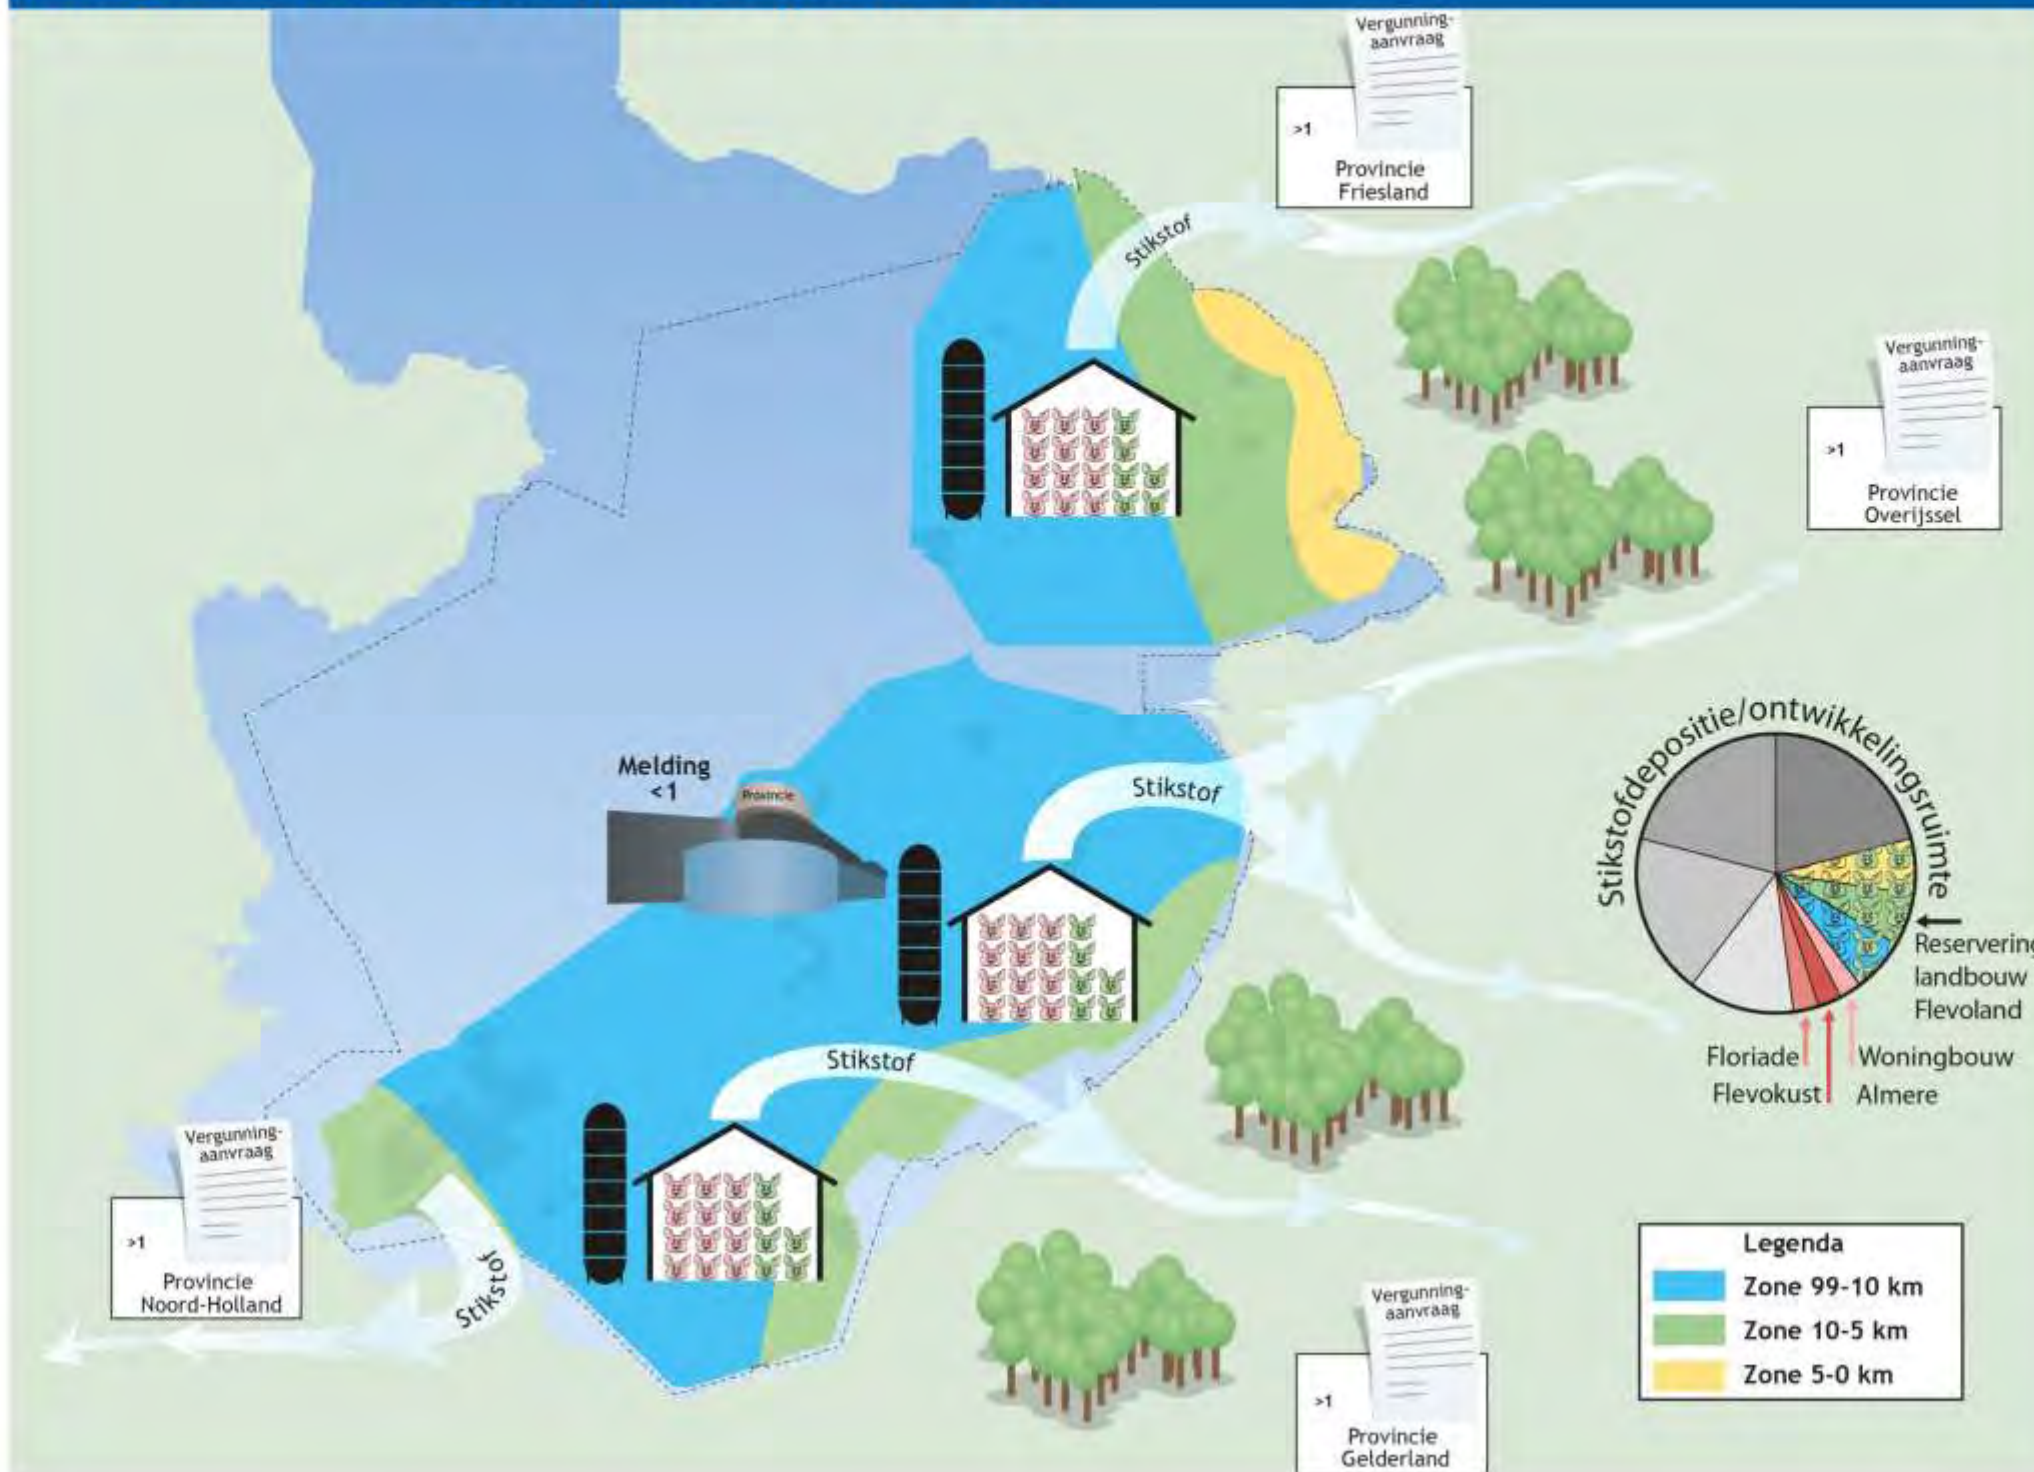 Vergunning-
aanvraag
>1
Provincie
Friesland
Stikstof
Vergunning-
aanvraag
>1
Provincie
Overijssel
Melding
<1
Provincie
Stikstof
Stikstofdepositie/ontwikkelingsruimte
Reservering
landbouw
Flevoland
Floriade
Woningbouw
Flevokust
Almere
Stikstof
Vergunning-
aanvraag
>1
Provincie
Noord-Holland
Stikstof
Vergunning-
aanvraag
>1
Provincie
Gelderland
Legenda
Zone 99-10 km
Zone 10-5 km
Zone 5-0 km